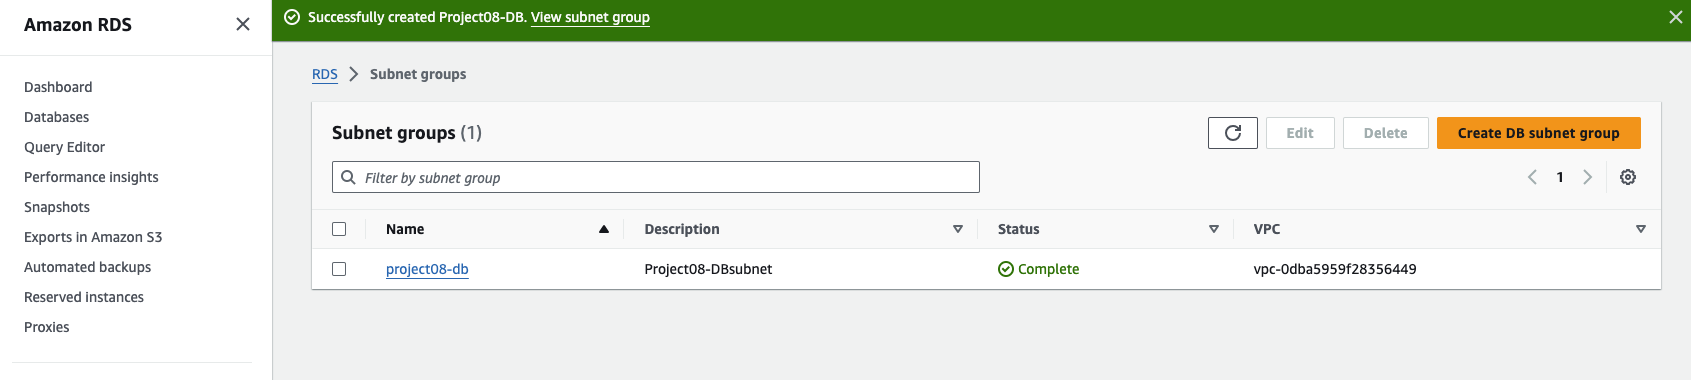 Amazon RDS
Dashboard
Databases
Query Editor
Performance insights
Snapshots
Exports in Amazon S3
Automated backups
Reserved instances
Proxies
Successfully created Project08-DB. View subnet group
RDS > Subnet groups
Subnet groups (1)
Edit
Delete
Create DB subnet group
Filter by subnet group
1
Name Description Status VPC
project08-db Project08-DBsubnet Complete vpc-0dba5959f28356449